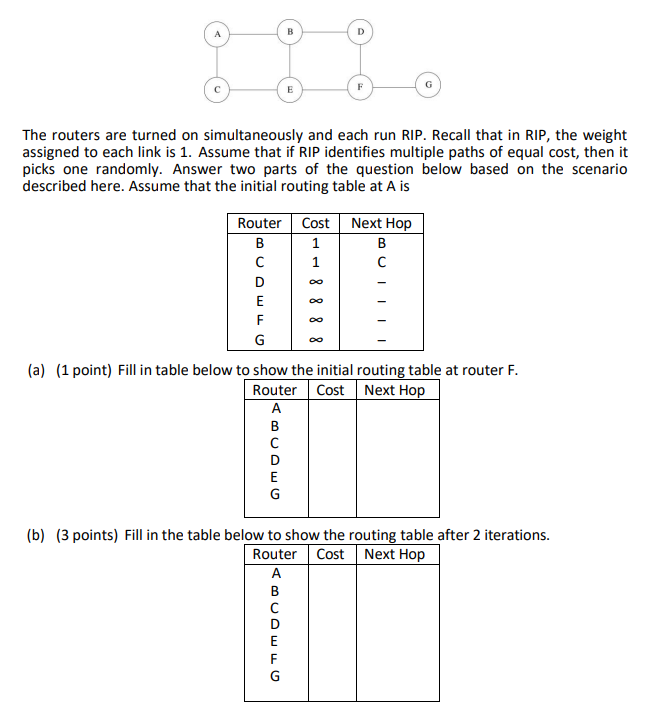 A B D
C E F G
The routers are turned on simultaneously and each run RIP. Recall that in RIP, the weight
assigned to each link is 1. Assume that if RIP identifies multiple paths of equal cost, then it
picks one randomly. Answer two parts of the question below based on the scenario
described here. Assume that the initial routing table at A is
Router Cost Next Hop
B 1 B
C 1 C
D ∞ –
E ∞ –
F ∞ –
G ∞ –
(a) (1 point) Fill in table below to show the initial routing table at router F.
Router Cost Next Hop
A
B
C
D
E
G
(b) (3 points) Fill in the table below to show the routing table after 2 iterations.
Router Cost Next Hop
A
B
C
D
E
F
G